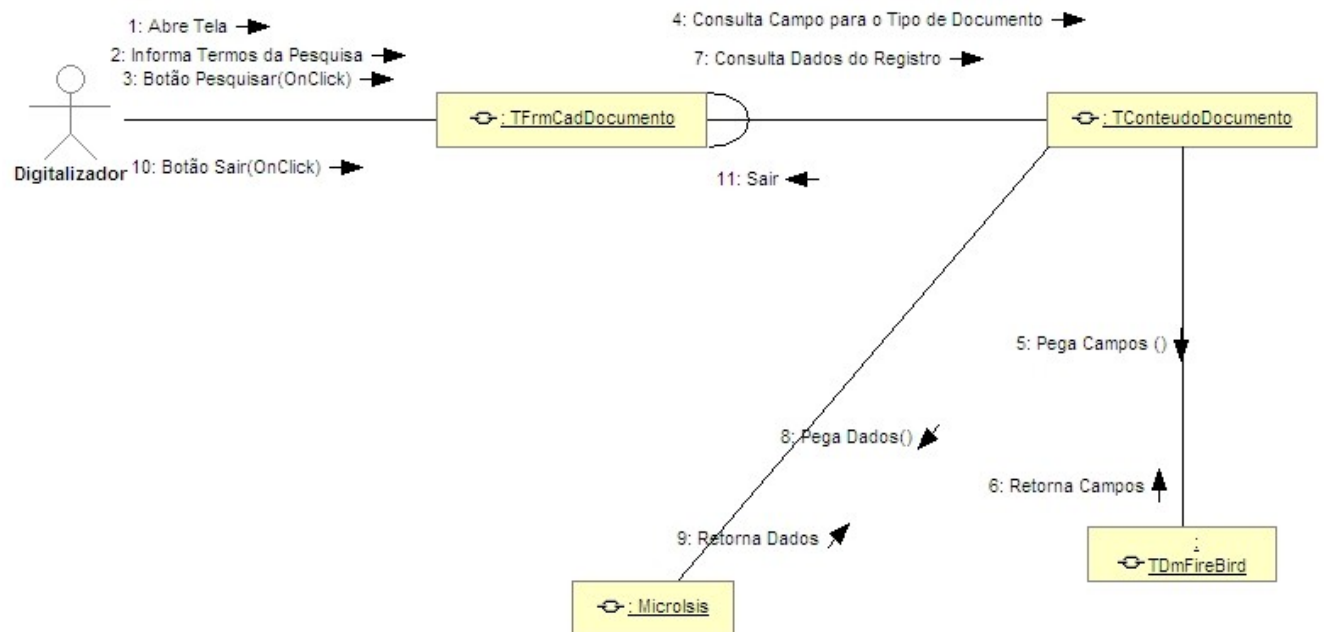 1: Abre Tela
2: Informa Termos da Pesquisa
3: Botão Pesquisar(OnClick)
4: Consulta Campo para o Tipo de Documento
7: Consulta Dados do Registro
: TFrmCadDocumento
: TConteudoDocumento
Digitalizador
10: Botão Sair(OnClick)
11: Sair
5: Pega Campos ()
8: Pega Dados()
6: Retorna Campos
9: Retorna Dados
:
TDmFireBird
: MicroIsis